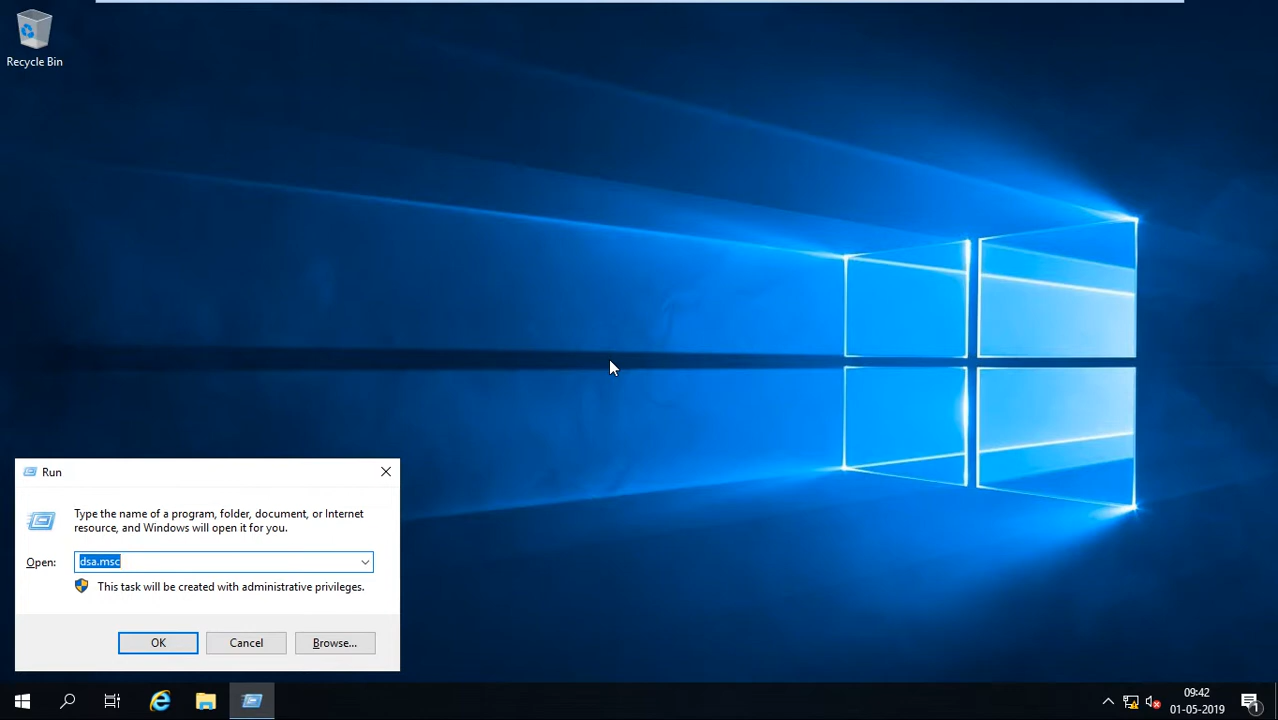 Recycle Bin
Run
Type the name of a program, folder, document, or Internet
resource, and Windows will open it for you.
Open:
dsa.msc
This task will be created with administrative privileges.
OK
Cancel
Browse...
09:42
01-05-2019
1